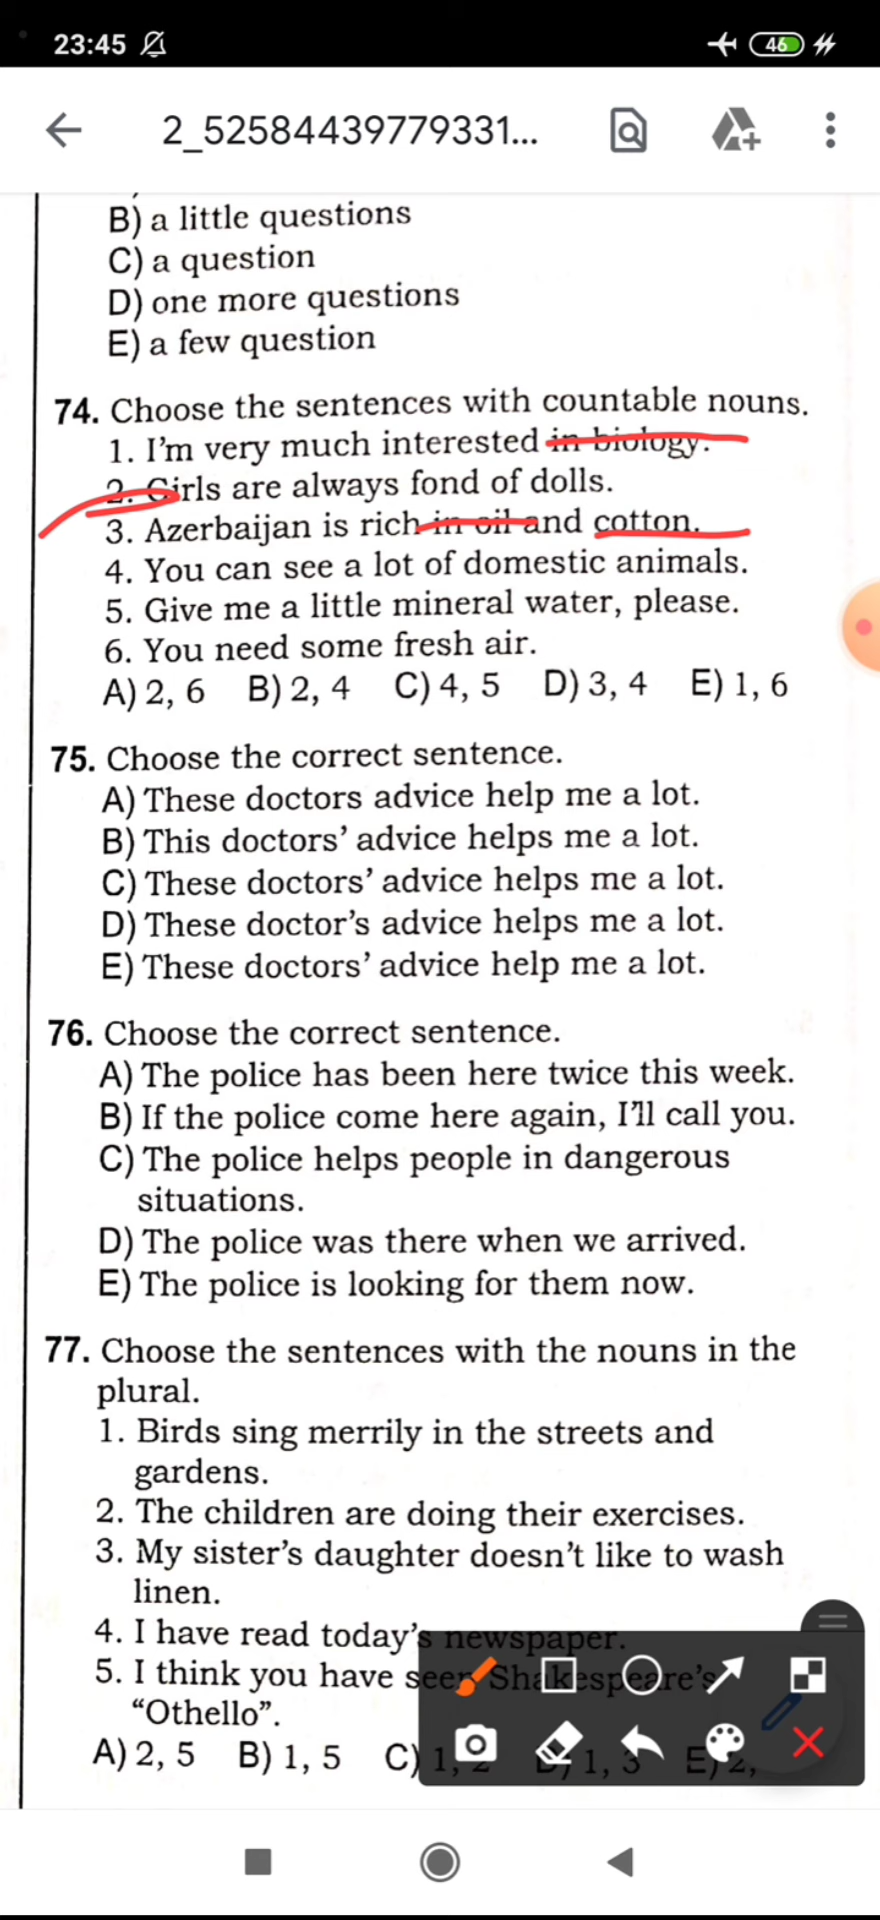 23:45
46
2_52584439779331...
B) a little questions
C) a question
D) one more questions
E) a few question
74. Choose the sentences with countable nouns.
1. I'm very much interested in biology.
2. Girls are always fond of dolls.
3. Azerbaijan is rich in oil and cotton.
4. You can see a lot of domestic animals.
5. Give me a little mineral water, please.
6. You need some fresh air.
A) 2, 6 B) 2, 4 C) 4, 5 D) 3, 4 E) 1, 6
75. Choose the correct sentence.
A) These doctors advice help me a lot.
B) This doctors' advice helps me a lot.
C) These doctors' advice helps me a lot.
D) These doctor's advice helps me a lot.
E) These doctors' advice help me a lot.
76. Choose the correct sentence.
A) The police has been here twice this week.
B) If the police come here again, I'll call you.
C) The police helps people in dangerous
situations.
D) The police was there when we arrived.
E) The police is looking for them now.
77. Choose the sentences with the nouns in the
plural.
1. Birds sing merrily in the streets and
gardens.
2. The children are doing their exercises.
3. My sister's daughter doesn't like to wash
linen.
4. I have read today's newspaper.
5. I think you have seen Shakespeare's
"Othello".
A) 2, 5 B) 1, 5 C) 1, 2 D) 1, 3 E) 2,